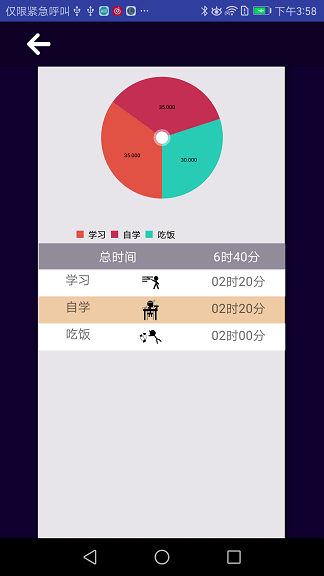 仅限紧急呼叫 ··· 下午3:58
35.000
35.000
30.000
学习 自学 吃饭
总时间 6时40分
学习 02时20分
自学 02时20分
吃饭 02时00分